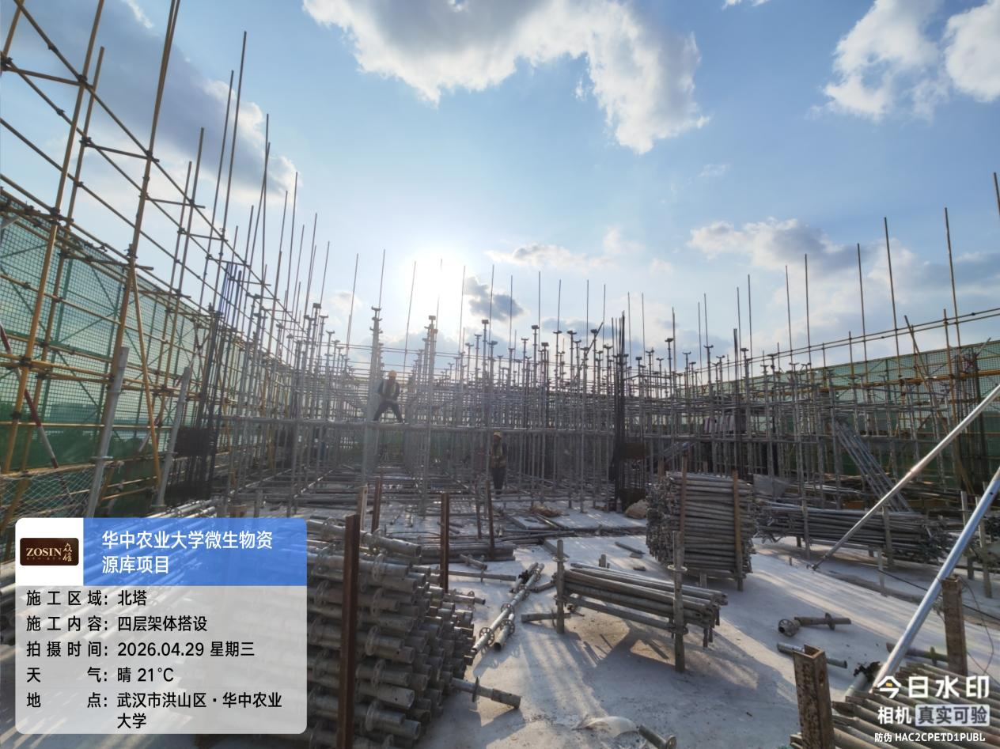 华中农业大学微生物资
源库项目
ZOSIN 众信
施工区域：北塔
施工内容：四层架体搭设
拍摄时间：2026.04.29 星期三
天气：晴 21℃
地点：武汉市洪山区·华中农业
大学
今日水印
相机 真实可验
防伪 HAC2CPETD1PUBL